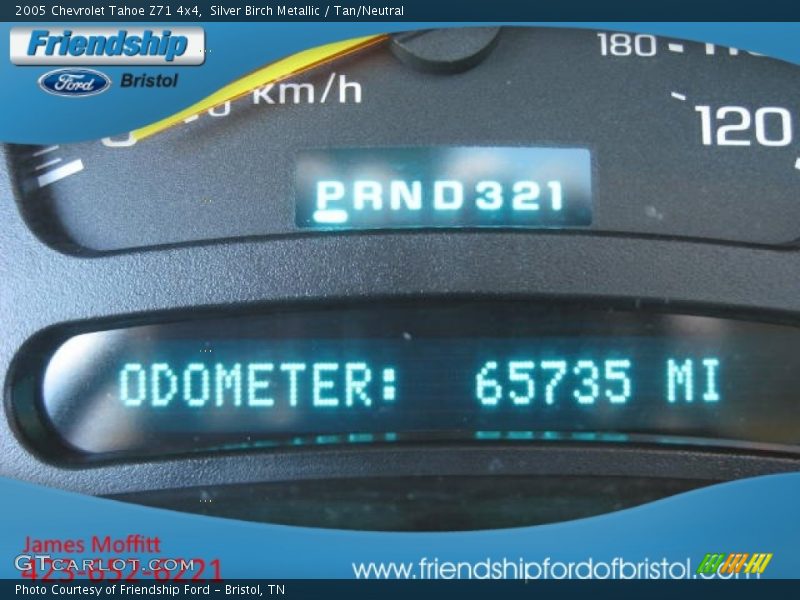 2005 Chevrolet Tahoe Z71 4x4, Silver Birch Metallic / Tan/Neutral
Friendship
Ford Bristol
180
km/h
120
0
PRND321
ODOMETER: 65735 MI
James Moffitt
423-652-6221
GTCARLOT.COM
www.friendshipfordofbristol.com
Photo Courtesy of Friendship Ford – Bristol, TN